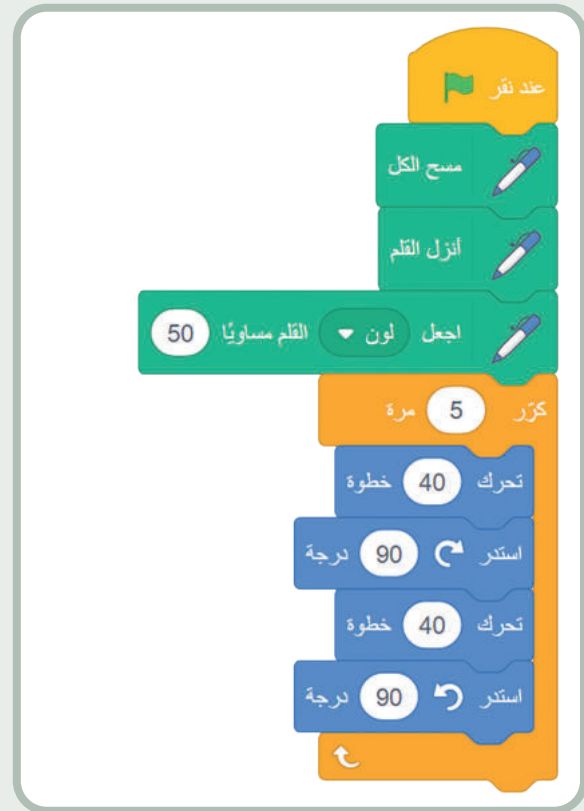 عند نقر
مسح الكل
أنزل القلم
اجعل لون القلم مساويًا 50
كرّر 5 مرة
تحرك 40 خطوة
استدر 90 درجة
تحرك 40 خطوة
استدر 90 درجة